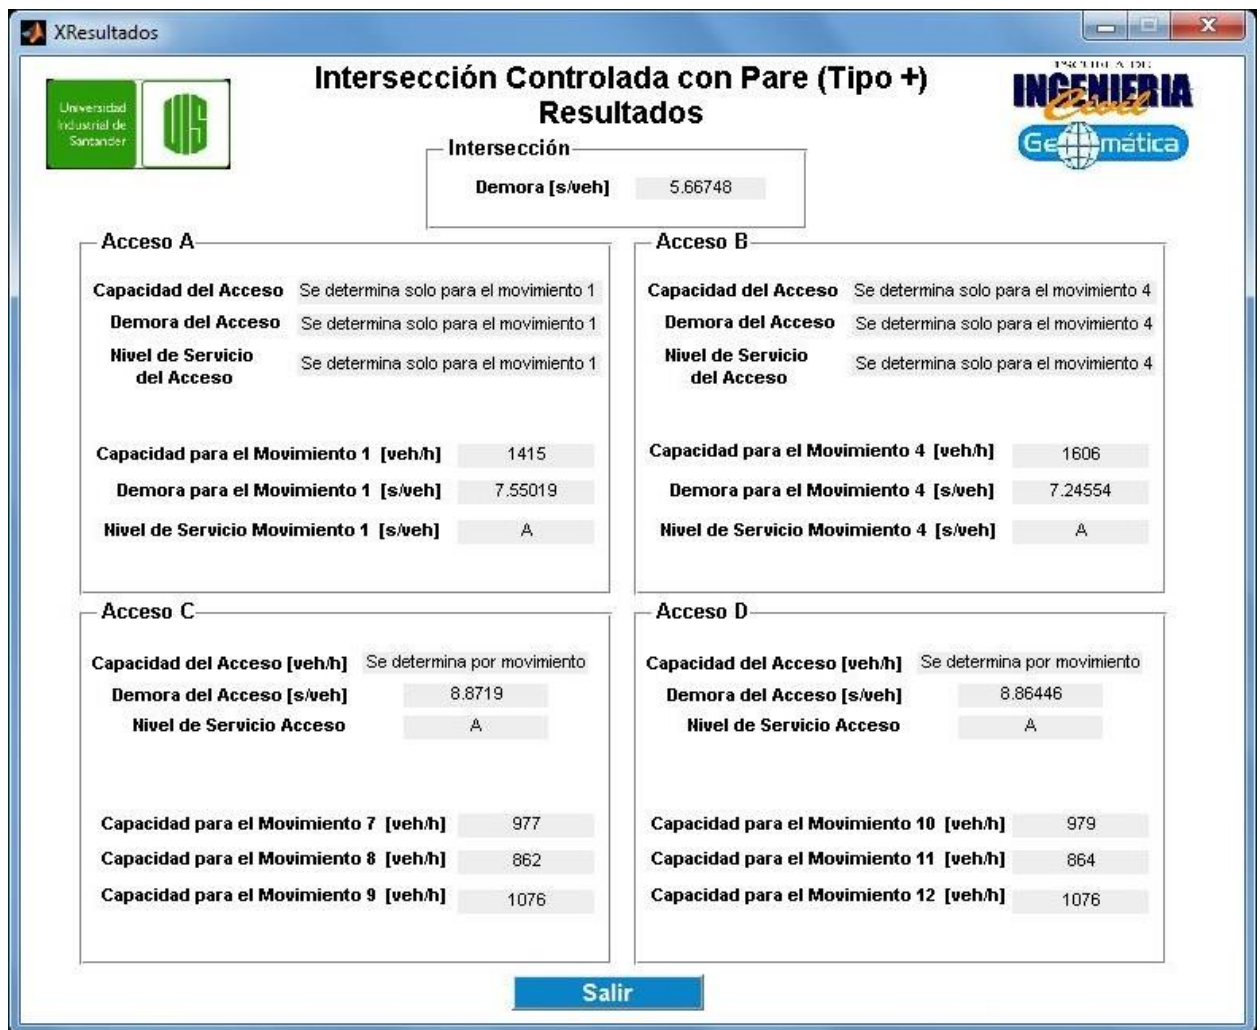 XResultados
Universidad
Industrial de
Santander
UIS
Intersección Controlada con Pare (Tipo +)
Resultados
ESCUELA DE
INGENIERIA
Civil
Geomática
Intersección
Demora [s/veh] 5.66748
Acceso A
Capacidad del Acceso Se determina solo para el movimiento 1
Demora del Acceso Se determina solo para el movimiento 1
Nivel de Servicio
del Acceso Se determina solo para el movimiento 1
Capacidad para el Movimiento 1 [veh/h] 1415
Demora para el Movimiento 1 [s/veh] 7.55019
Nivel de Servicio Movimiento 1 [s/veh] A
Acceso B
Capacidad del Acceso Se determina solo para el movimiento 4
Demora del Acceso Se determina solo para el movimiento 4
Nivel de Servicio
del Acceso Se determina solo para el movimiento 4
Capacidad para el Movimiento 4 [veh/h] 1606
Demora para el Movimiento 4 [s/veh] 7.24554
Nivel de Servicio Movimiento 4 [s/veh] A
Acceso C
Capacidad del Acceso [veh/h] Se determina por movimiento
Demora del Acceso [s/veh] 8.8719
Nivel de Servicio Acceso A
Capacidad para el Movimiento 7 [veh/h] 977
Capacidad para el Movimiento 8 [veh/h] 862
Capacidad para el Movimiento 9 [veh/h] 1076
Acceso D
Capacidad del Acceso [veh/h] Se determina por movimiento
Demora del Acceso [s/veh] 8.86446
Nivel de Servicio Acceso A
Capacidad para el Movimiento 10 [veh/h] 979
Capacidad para el Movimiento 11 [veh/h] 864
Capacidad para el Movimiento 12 [veh/h] 1076
Salir